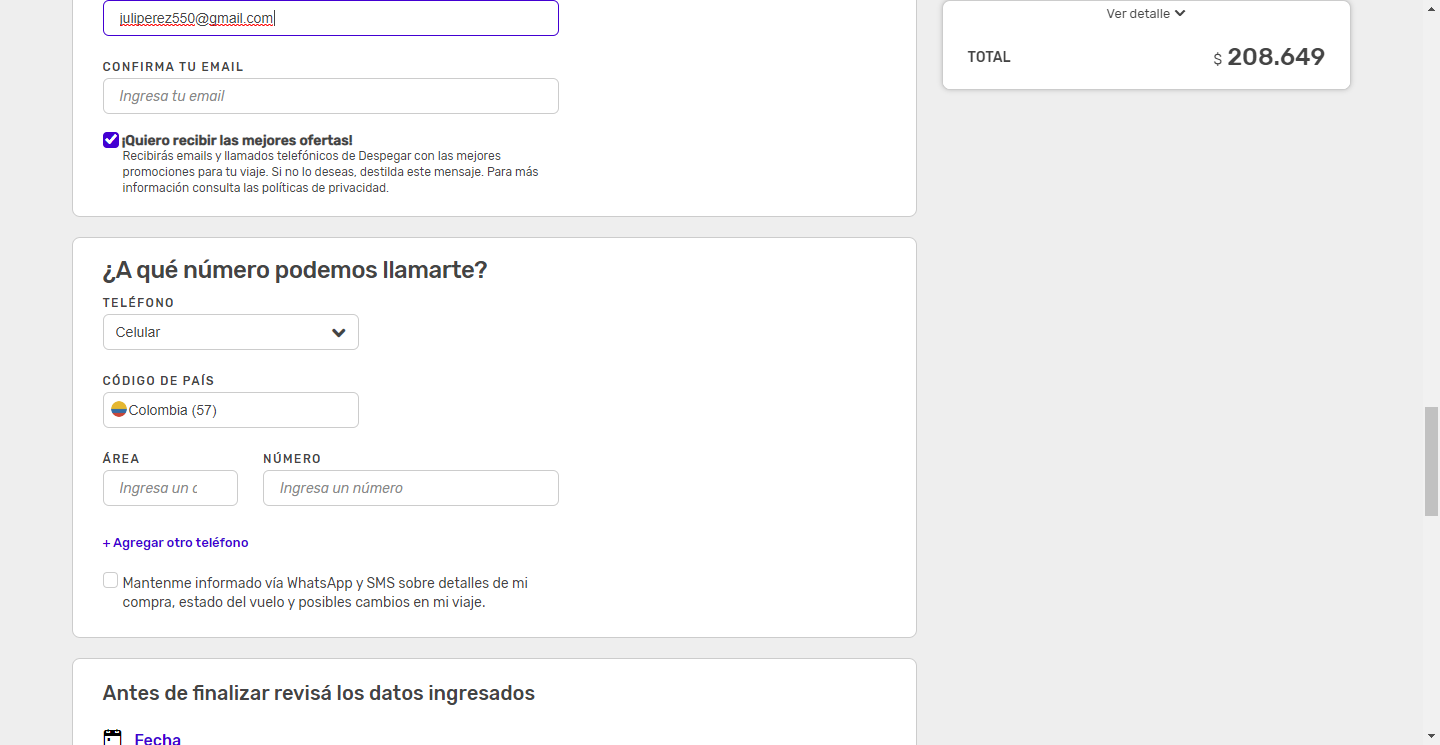 juliperez550@gmail.com
CONFIRMA TU EMAIL
Ingresa tu email
¡Quiero recibir las mejores ofertas!
Recibirás emails y llamados telefónicos de Despegar con las mejores
promociones para tu viaje. Si no lo deseas, destilda este mensaje. Para más
información consulta las políticas de privacidad.
¿A qué número podemos llamarte?
TELÉFONO
Celular
CÓDIGO DE PAÍS
Colombia (57)
ÁREA NÚMERO
Ingresa un c Ingresa un número
+ Agregar otro teléfono
Mantenme informado vía WhatsApp y SMS sobre detalles de mi
compra, estado del vuelo y posibles cambios en mi viaje.
Antes de finalizar revisá los datos ingresados
Fecha
Ver detalle
TOTAL $ 208.649